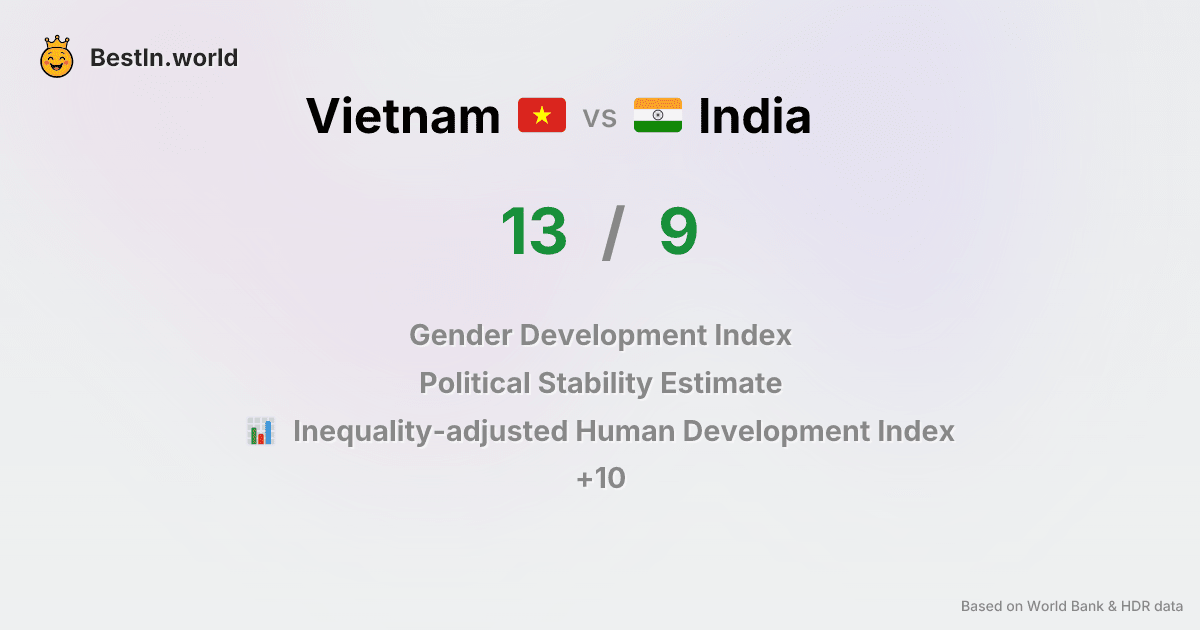 BestIn.world
Vietnam vs India
13 / 9
Gender Development Index
Political Stability Estimate
Inequality-adjusted Human Development Index
+10
Based on World Bank & HDR data